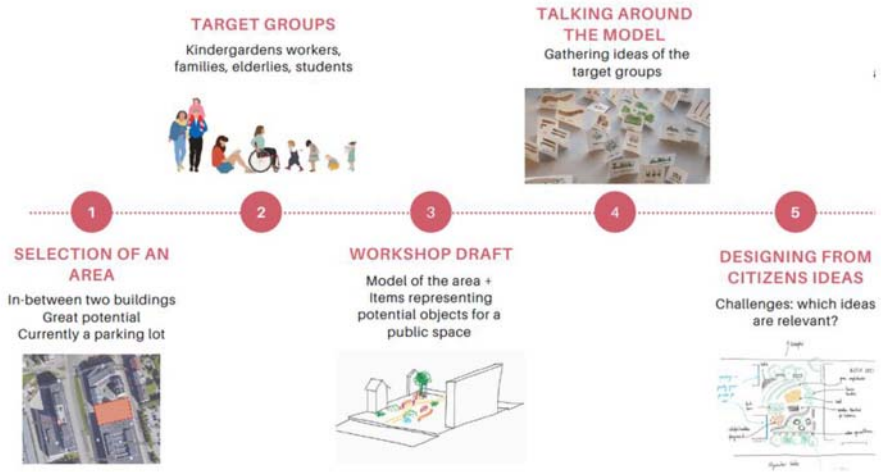 TARGET GROUPS
Kindergardens workers,
families, elderlies, students
TALKING AROUND
THE MODEL
Gathering ideas of the
target groups
1
2
3
4
5
SELECTION OF AN
AREA
In-between two buildings
Great potential
Currently a parking lot
WORKSHOP DRAFT
Model of the area +
Items representing
potential objects for a
public space
DESIGNING FROM
CITIZENS IDEAS
Challenges: which ideas
are relevant?